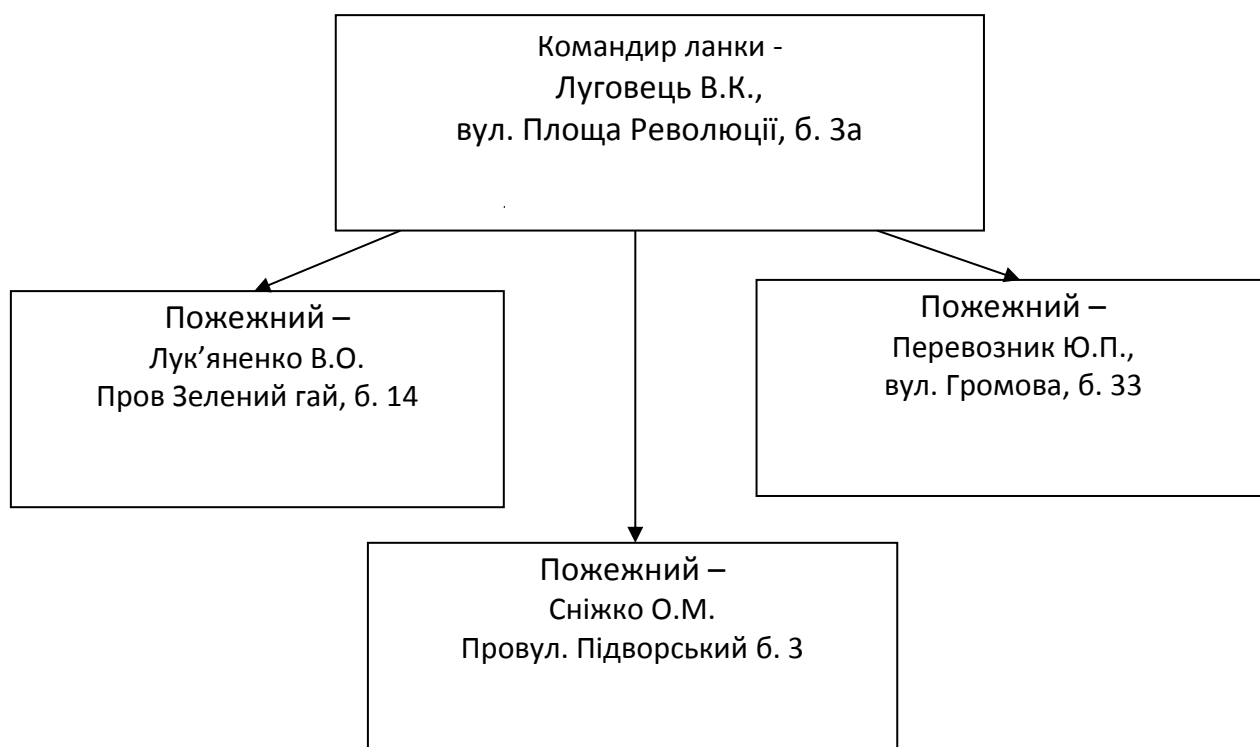 Командир ланки -
Луговець В.К.,
вул. Площа Революції, б. 3а
Пожежний –
Лук’яненко В.О.
Пров Зелений гай, б. 14
Пожежний –
Перевозник Ю.П.,
вул. Громова, б. 33
Пожежний –
Сніжко О.М.
Провул. Підворський б. 3